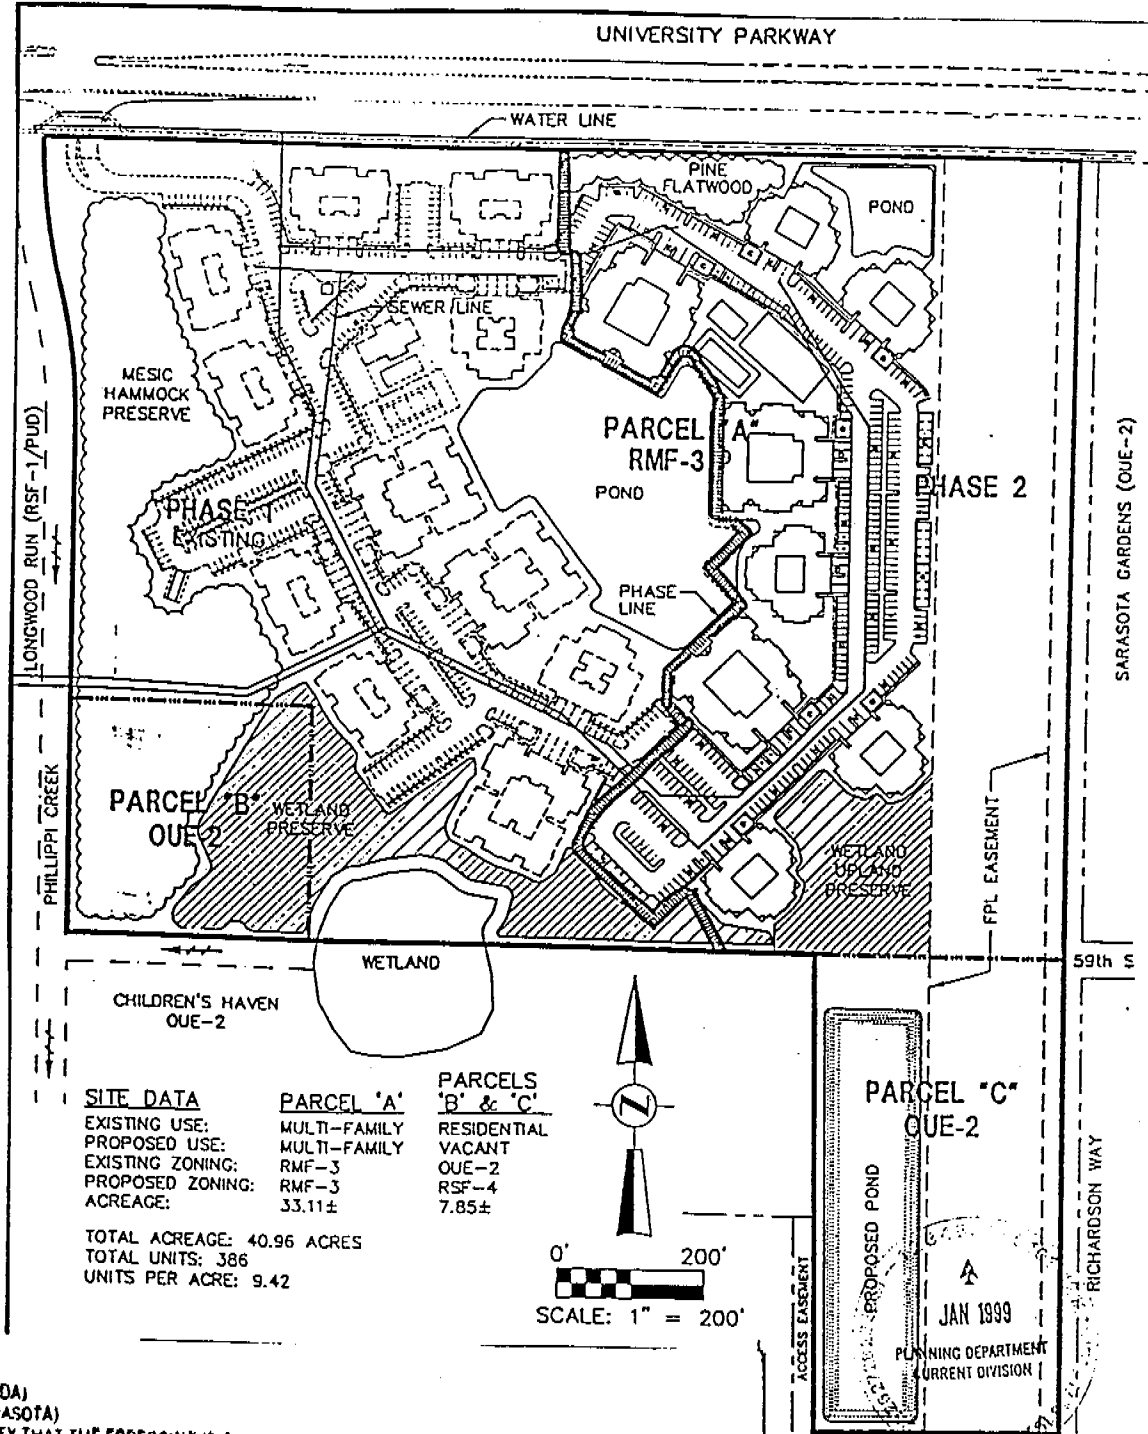 UNIVERSITY PARKWAY
WATER LINE
PINE
FLATWOOD
POND
SEWER LINE
MESIC
HAMMOCK
PRESERVE
LONGWOOD RUN (RSF-1/PUD)
PARCEL "A"
RMF-3
POND
PHASE 1
EXISTING
PHASE 2
SARASOTA GARDENS (OUE-2)
PHASE
LINE
PARCEL "B"
OUE-2
WETLAND
PRESERVE
PHILIPPI CREEK
WETLAND
UPLAND
PRESERVE
FPL EASEMENT
59th S
WETLAND
CHILDREN'S HAVEN
OUE-2
N
SITE DATA PARCEL 'A' PARCELS 'B' & 'C'
EXISTING USE: MULTI-FAMILY RESIDENTIAL
PROPOSED USE: MULTI-FAMILY VACANT
EXISTING ZONING: RMF-3 OUE-2
PROPOSED ZONING: RMF-3 RSF-4
ACREAGE: 33.11± 7.85±
TOTAL ACREAGE: 40.96 ACRES
TOTAL UNITS: 386
UNITS PER ACRE: 9.42
0' 200'
SCALE: 1" = 200'
PARCEL "C"
OUE-2
PROPOSED POND
ACCESS EASEMENT
RICHARDSON WAY
JAN 1999
PLANNING DEPARTMENT
CURRENT DIVISION
DA)
ASOTA)